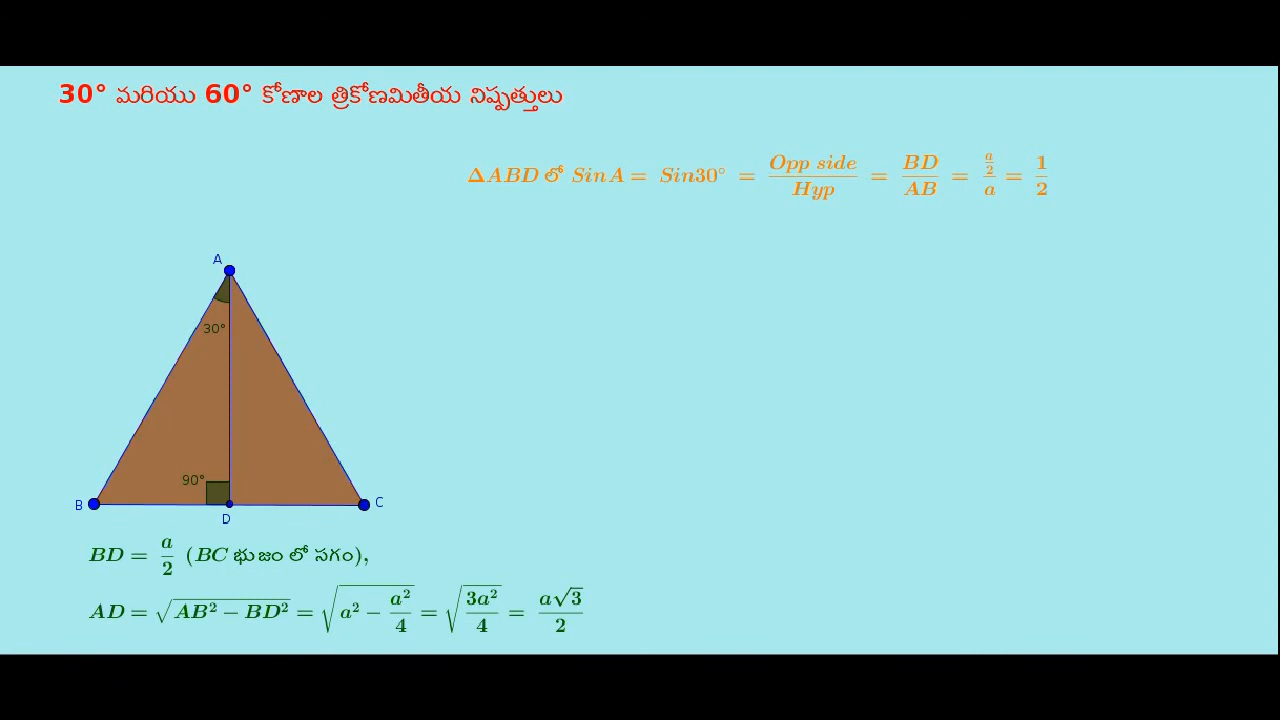 30° మరియు 60° కోణాల త్రికోణమితీయ నిష్పత్తులు
ΔABD లో Sin A = Sin30° = Opp side/Hyp = BD/AB = (a/2)/a = 1/2
A
30°
90°
B
C
D
BD = a/2 (BC భుజం లో సగం),
AD = √(AB² − BD²) = √(a² − a²/4) = √(3a²/4) = a√3/2